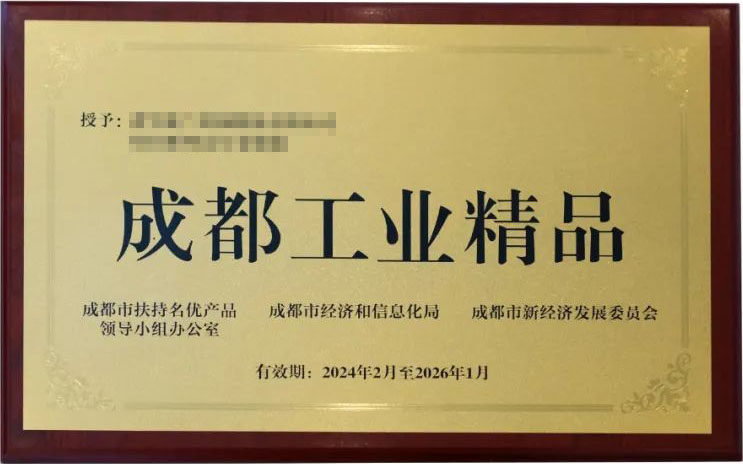 授予：
成都工业精品
成都市扶持名优产品
领导小组办公室
成都市经济和信息化局
成都市新经济发展委员会
有效期：2024年2月至2026年1月